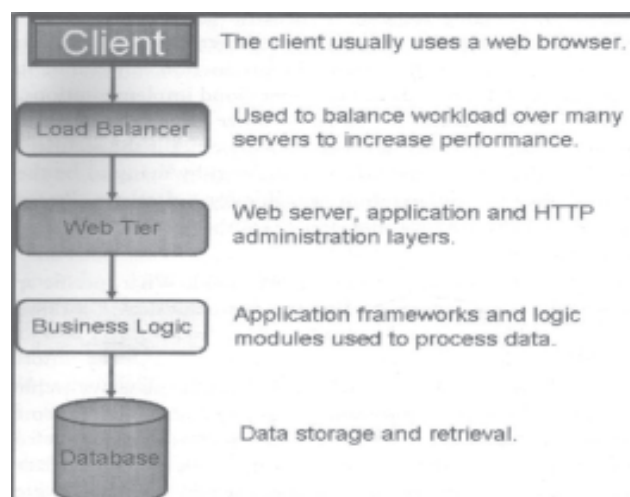 Client
The client usually uses a web browser.
Load Balancer
Used to balance workload over many
servers to increase performance.
Web Tier
Web server, application and HTTP
administration layers.
Business Logic
Application frameworks and logic
modules used to process data.
Database
Data storage and retrieval.